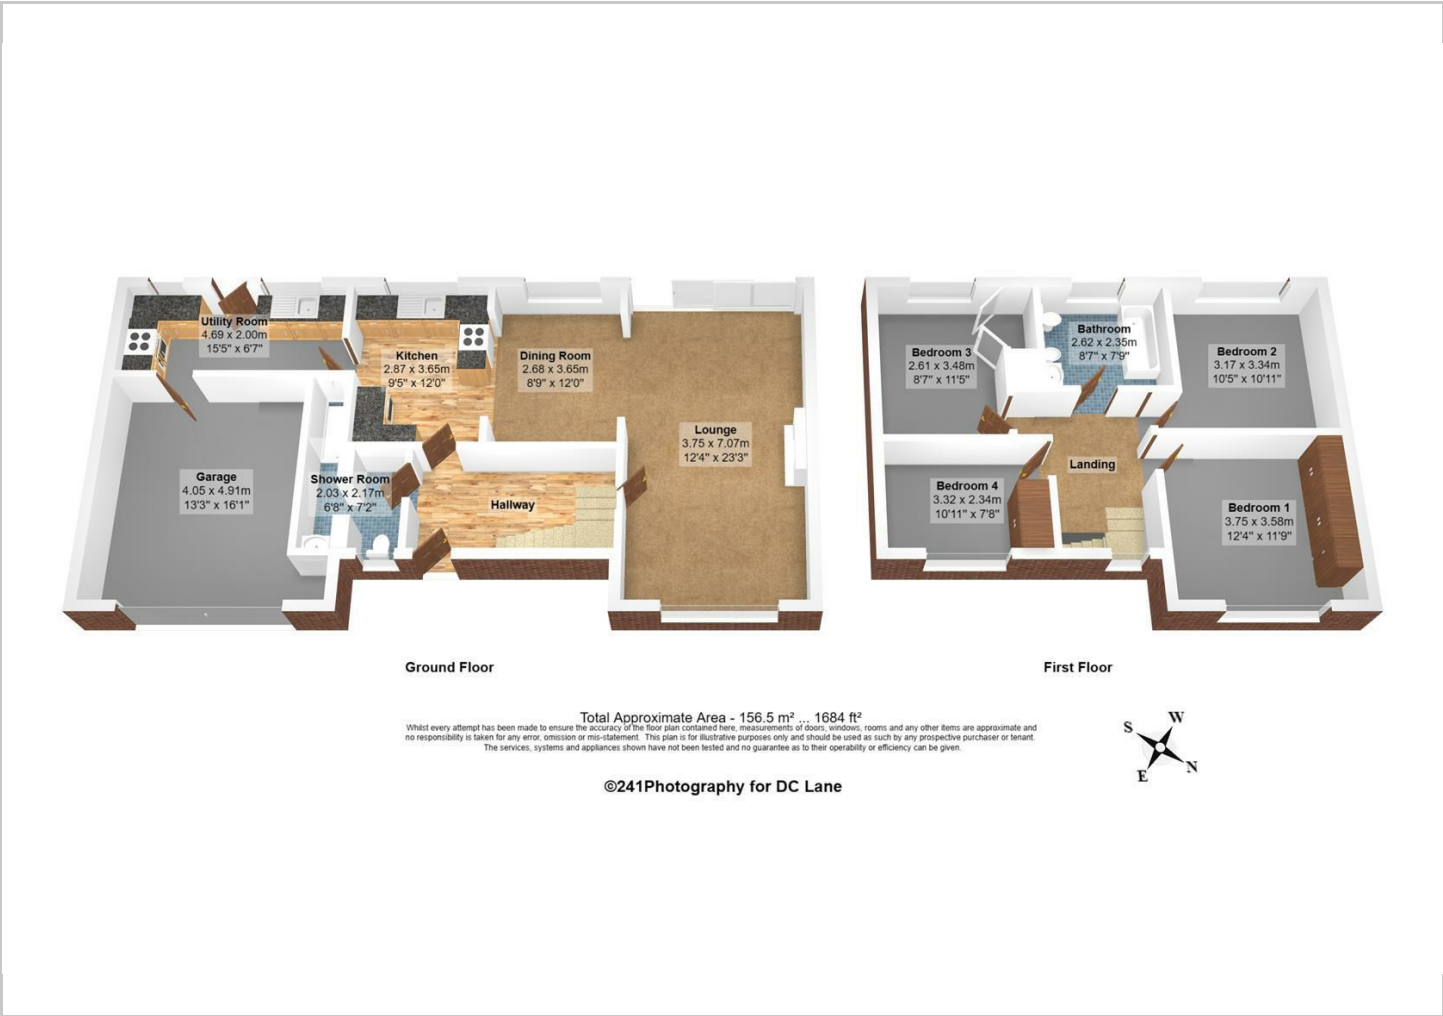 Utility Room
4.69 x 2.00m
15'5" x 6'7"
Kitchen
2.87 x 3.65m
9'5" x 12'0"
Dining Room
2.68 x 3.65m
8'9" x 12'0"
Lounge
3.75 x 7.07m
12'4" x 23'3"
Garage
4.05 x 4.91m
13'3" x 16'1"
Shower Room
2.03 x 2.17m
6'8" x 7'2"
Hallway
Ground Floor
Bedroom 3
2.61 x 3.48m
8'7" x 11'5"
Bathroom
2.62 x 2.35m
8'7" x 7'9"
Bedroom 2
3.17 x 3.34m
10'5" x 10'11"
Landing
Bedroom 4
3.32 x 2.34m
10'11" x 7'8"
Bedroom 1
3.75 x 3.58m
12'4" x 11'9"
First Floor
Total Approximate Area - 156.5 m² ... 1684 ft²
Whilst every attempt has been made to ensure the accuracy of the floor plan contained here, measurements of doors, windows, rooms and any other items are approximate and
no responsibility is taken for any error, omission or mis-statement. This plan is for illustrative purposes only and should be used as such by any prospective purchaser or tenant.
The services, systems and appliances shown have not been tested and no guarantee as to their operability or efficiency can be given.
©241Photography for DC Lane
W
S
N
E